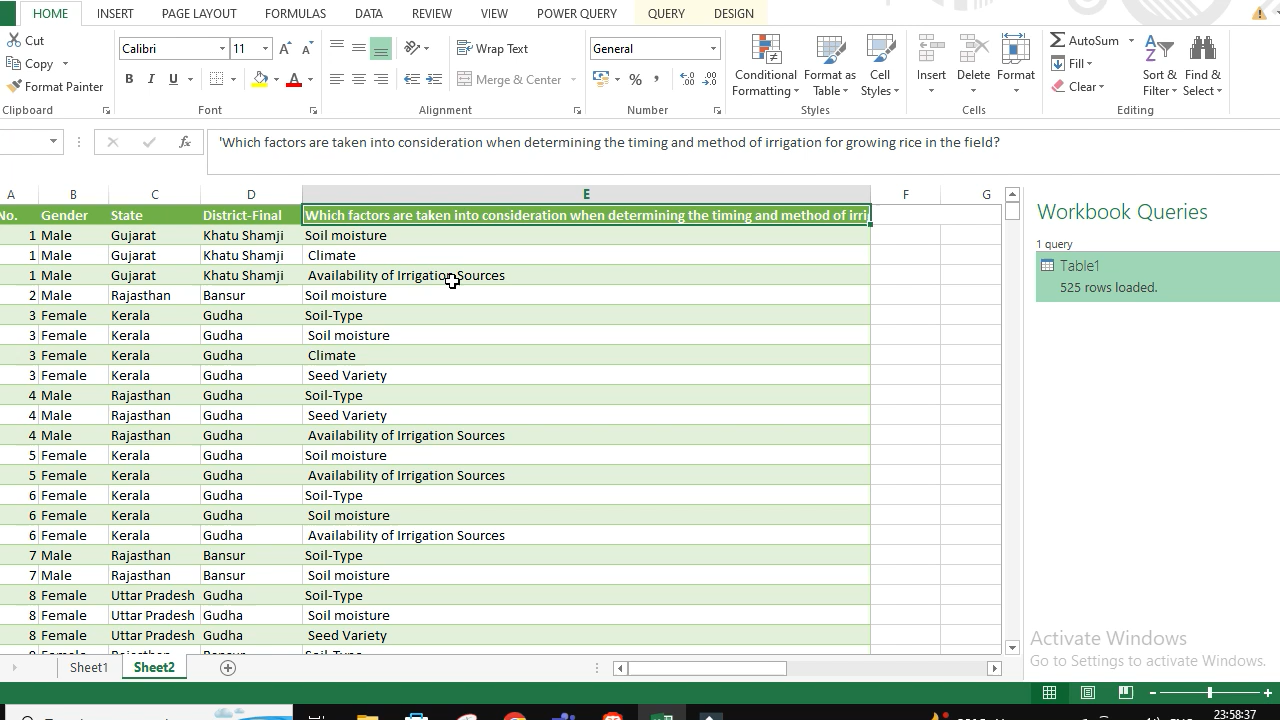 HOME INSERT PAGE LAYOUT FORMULAS DATA REVIEW VIEW POWER QUERY QUERY DESIGN
Cut
Copy
Format Painter
Clipboard
Calibri 11
B I U A
Font
Wrap Text
Merge & Center
Alignment
General
% ,
Number
Conditional Formatting
Format as Table
Cell Styles
Styles
Insert
Delete
Format
Cells
AutoSum
Fill
Clear
Sort & Filter
Find & Select
Editing
fx 'Which factors are taken into consideration when determining the timing and method of irrigation for growing rice in the field?
A B C D E F G
No. Gender State District-Final Which factors are taken into consideration when determining the timing and method of irri
1 Male Gujarat Khatu Shamji Soil moisture
1 Male Gujarat Khatu Shamji Climate
1 Male Gujarat Khatu Shamji Availability of Irrigation Sources
2 Male Rajasthan Bansur Soil moisture
3 Female Kerala Gudha Soil-Type
3 Female Kerala Gudha Soil moisture
3 Female Kerala Gudha Climate
3 Female Kerala Gudha Seed Variety
4 Male Rajasthan Gudha Soil-Type
4 Male Rajasthan Gudha Seed Variety
4 Male Rajasthan Gudha Availability of Irrigation Sources
5 Female Kerala Gudha Soil moisture
5 Female Kerala Gudha Availability of Irrigation Sources
6 Female Kerala Gudha Soil-Type
6 Female Kerala Gudha Soil moisture
6 Female Kerala Gudha Availability of Irrigation Sources
7 Male Rajasthan Bansur Soil-Type
7 Male Rajasthan Bansur Soil moisture
8 Female Uttar Pradesh Gudha Soil-Type
8 Female Uttar Pradesh Gudha Soil moisture
8 Female Uttar Pradesh Gudha Seed Variety
Workbook Queries
1 query
Table1
525 rows loaded.
Activate Windows
Go to Settings to activate Windows.
Sheet1 Sheet2
23:58:37